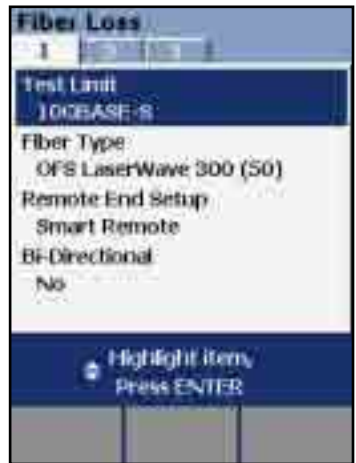 Fiber Loss
1
Test Limit
10GBASE-S
Fiber Type
OFS LaserWave 300 (50)
Remote End Setup
Smart Remote
Bi-Directional
No
Highlight item,
Press ENTER